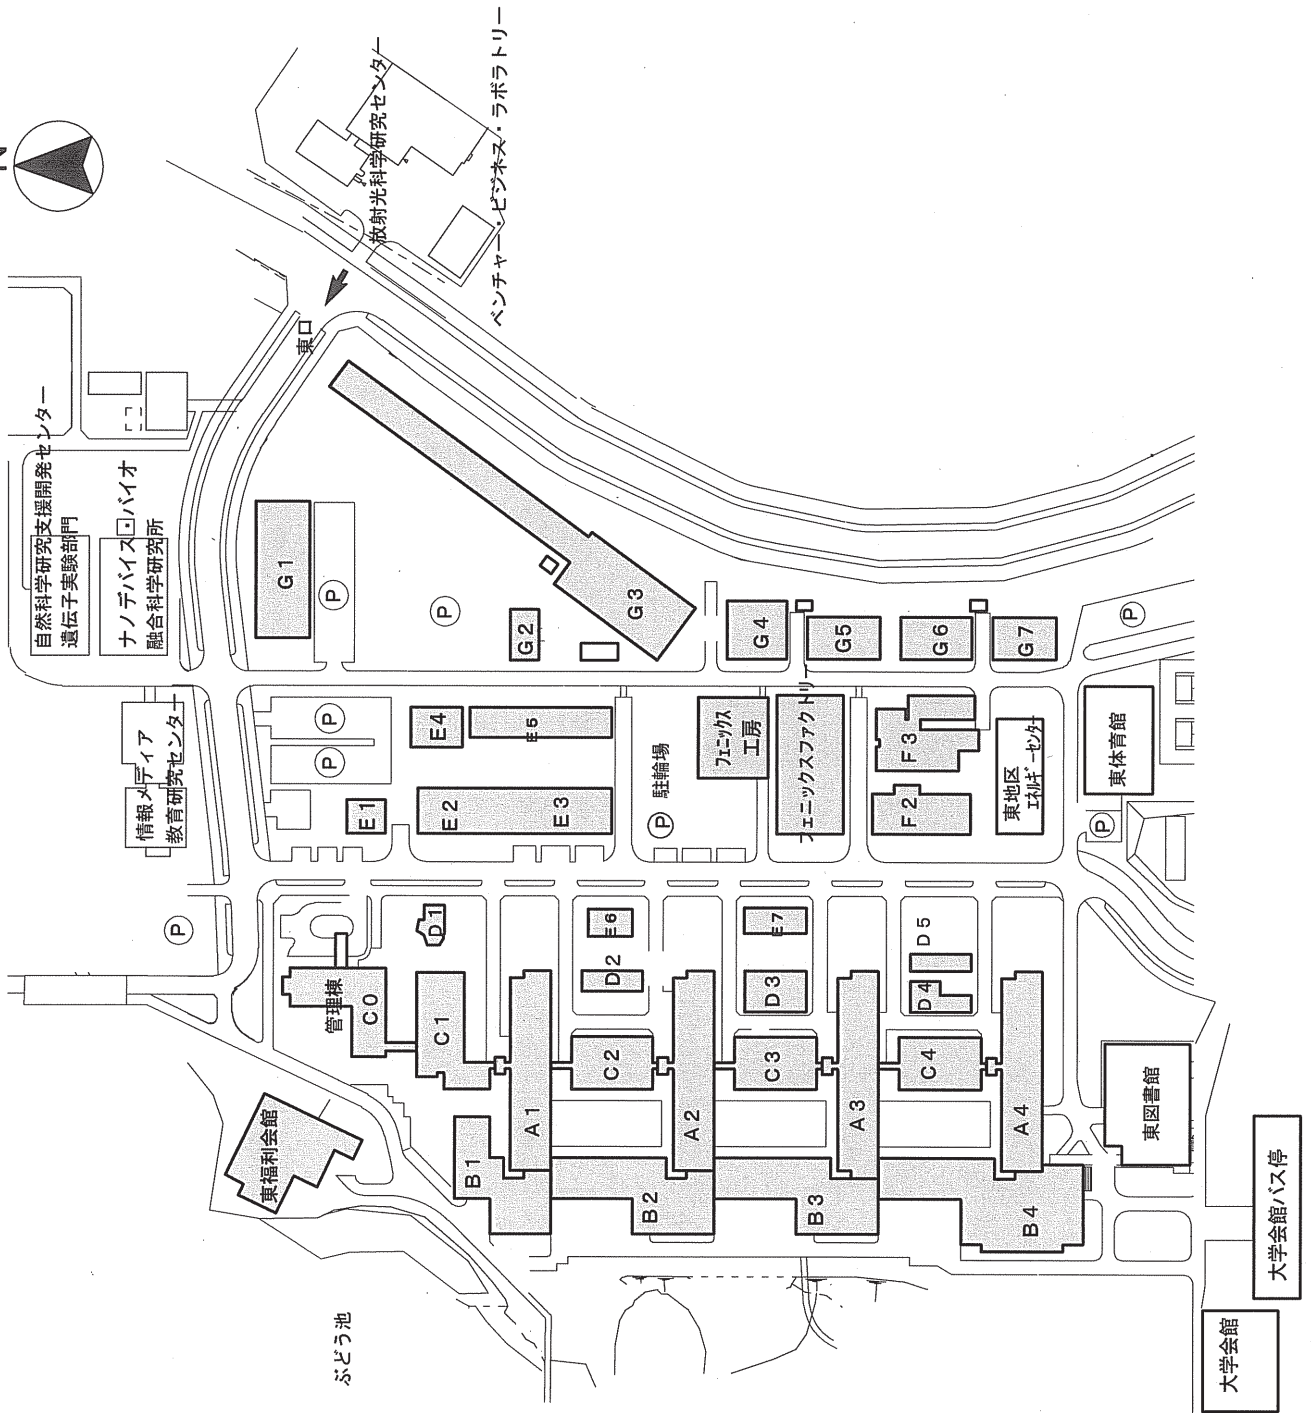 N
放射光科学研究センター
ベンチャー・ビジネス・ラボラトリー
東口
自然科学研究支援開発センター
遺伝子実験部門
ナノデバイス・バイオ
融合科学研究所
情報メディア
教育研究センター
G1
P
P
G2
G3
G4
G5
G6
G7
P
P
P
E4
E5
E1
E2
E3
駐輪場
P
フェニックス
工房
フェニックスファクトリー
F3
F2
東地区
エネルギーセンター
東体育館
P
P
D1
E6
E7
D5
D2
D3
D4
管理棟
C0
C1
C2
C3
C4
A1
A2
A3
A4
B1
B2
B3
B4
東福利会館
東図書館
ぶどう池
大学会館バス停
大学会館